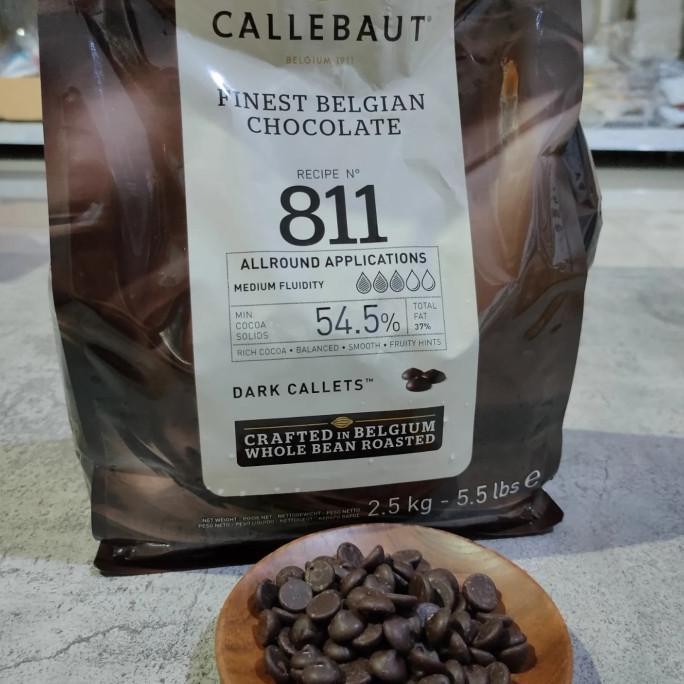 CALLEBAUT
BELGIUM 1911
FINEST BELGIAN
CHOCOLATE
RECIPE N°
811
ALLROUND APPLICATIONS
MEDIUM FLUIDITY
MIN.
COCOA
SOLIDS
54.5%
TOTAL
FAT
37%
RICH COCOA • BALANCED • SMOOTH • FRUITY HINTS
DARK CALLETS™
CRAFTED IN BELGIUM
WHOLE BEAN ROASTED
2.5 kg - 5.5 lbs e